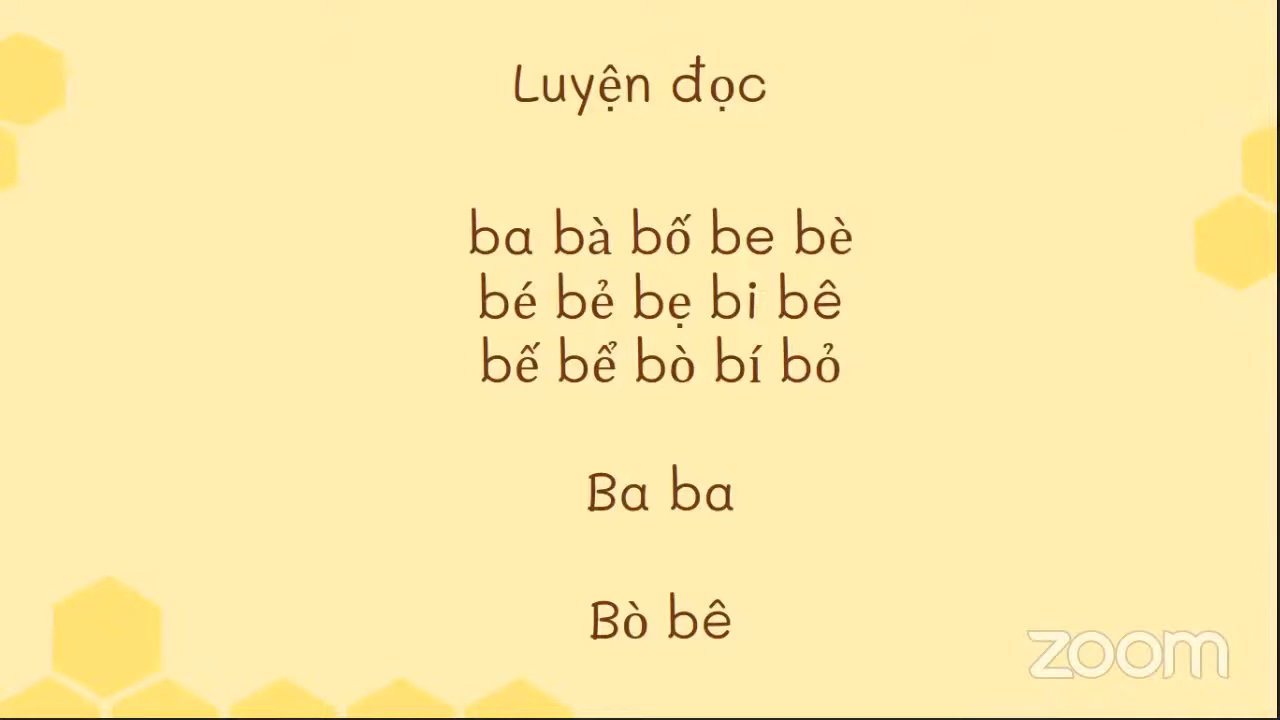 Luyện đọc
ba bà bố be bè
bé bẻ bẹ bi bê
bế bể bò bí bỏ
Ba ba
Bò bê
zoom